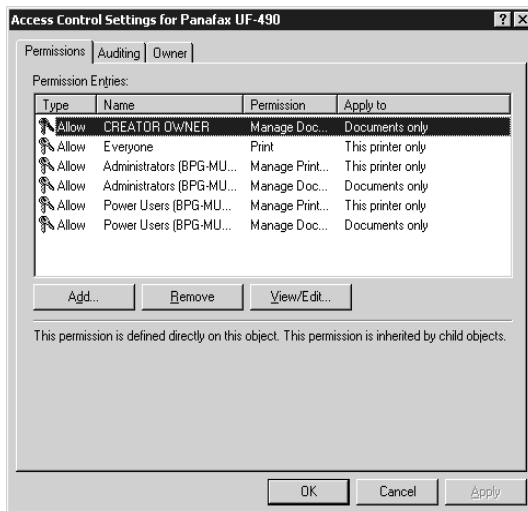 Access Control Settings for Panafax UF-490
Permissions Auditing Owner
Permission Entries:
Type Name Permission Apply to
Allow CREATOR OWNER Manage Doc... Documents only
Allow Everyone Print This printer only
Allow Administrators (BPG-MU... Manage Print... This printer only
Allow Administrators (BPG-MU... Manage Doc... Documents only
Allow Power Users (BPG-MU... Manage Print... This printer only
Allow Power Users (BPG-MU... Manage Doc... Documents only
Add... Remove View/Edit...
This permission is defined directly on this object. This permission is inherited by child objects.
OK Cancel Apply